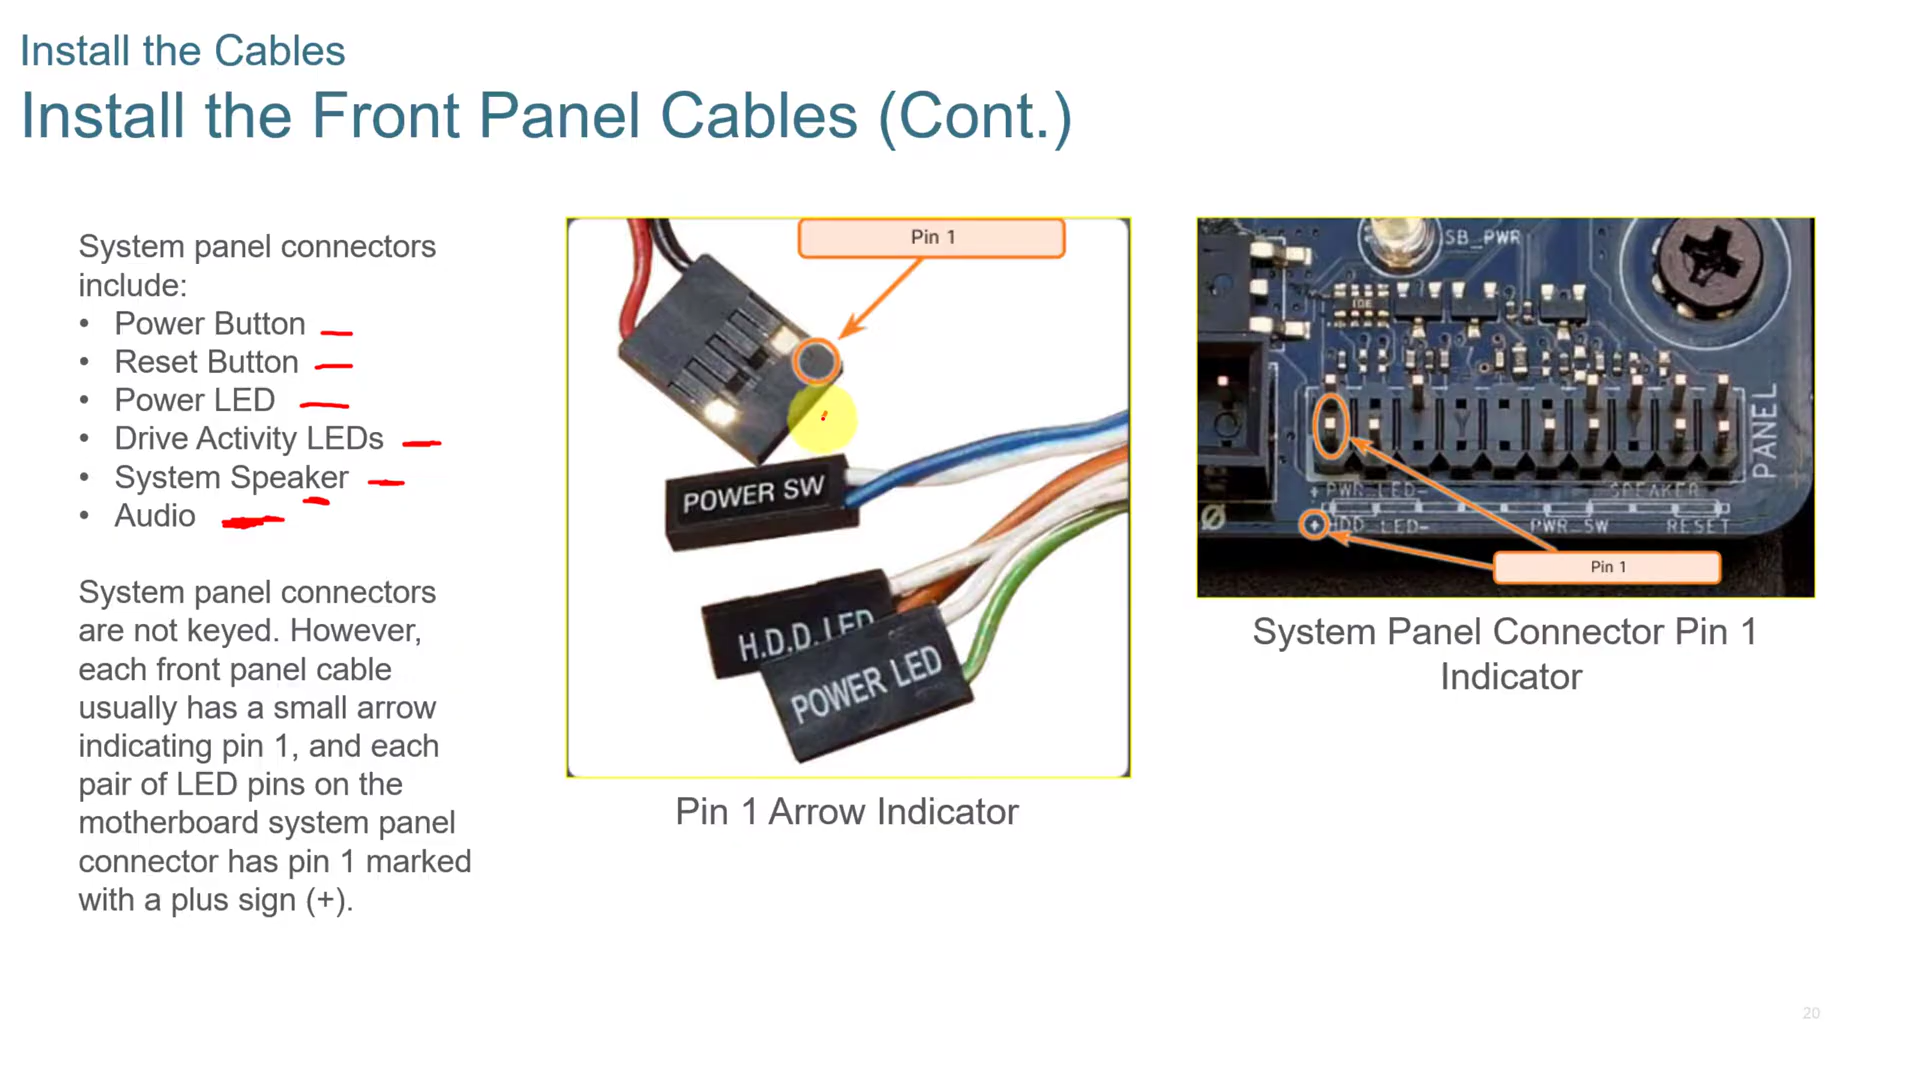 Install the Cables
Install the Front Panel Cables (Cont.)
System panel connectors
include:
• Power Button
• Reset Button
• Power LED
• Drive Activity LEDs
• System Speaker
• Audio
System panel connectors
are not keyed. However,
each front panel cable
usually has a small arrow
indicating pin 1, and each
pair of LED pins on the
motherboard system panel
connector has pin 1 marked
with a plus sign (+).
Pin 1
POWER SW
H.D.D. LED
POWER LED
Pin 1 Arrow Indicator
SB_PWR
PANEL
+PWR_LED-
SPEAKER
+HDD_LED-
PWR_SW
RESET
Pin 1
System Panel Connector Pin 1
Indicator
20